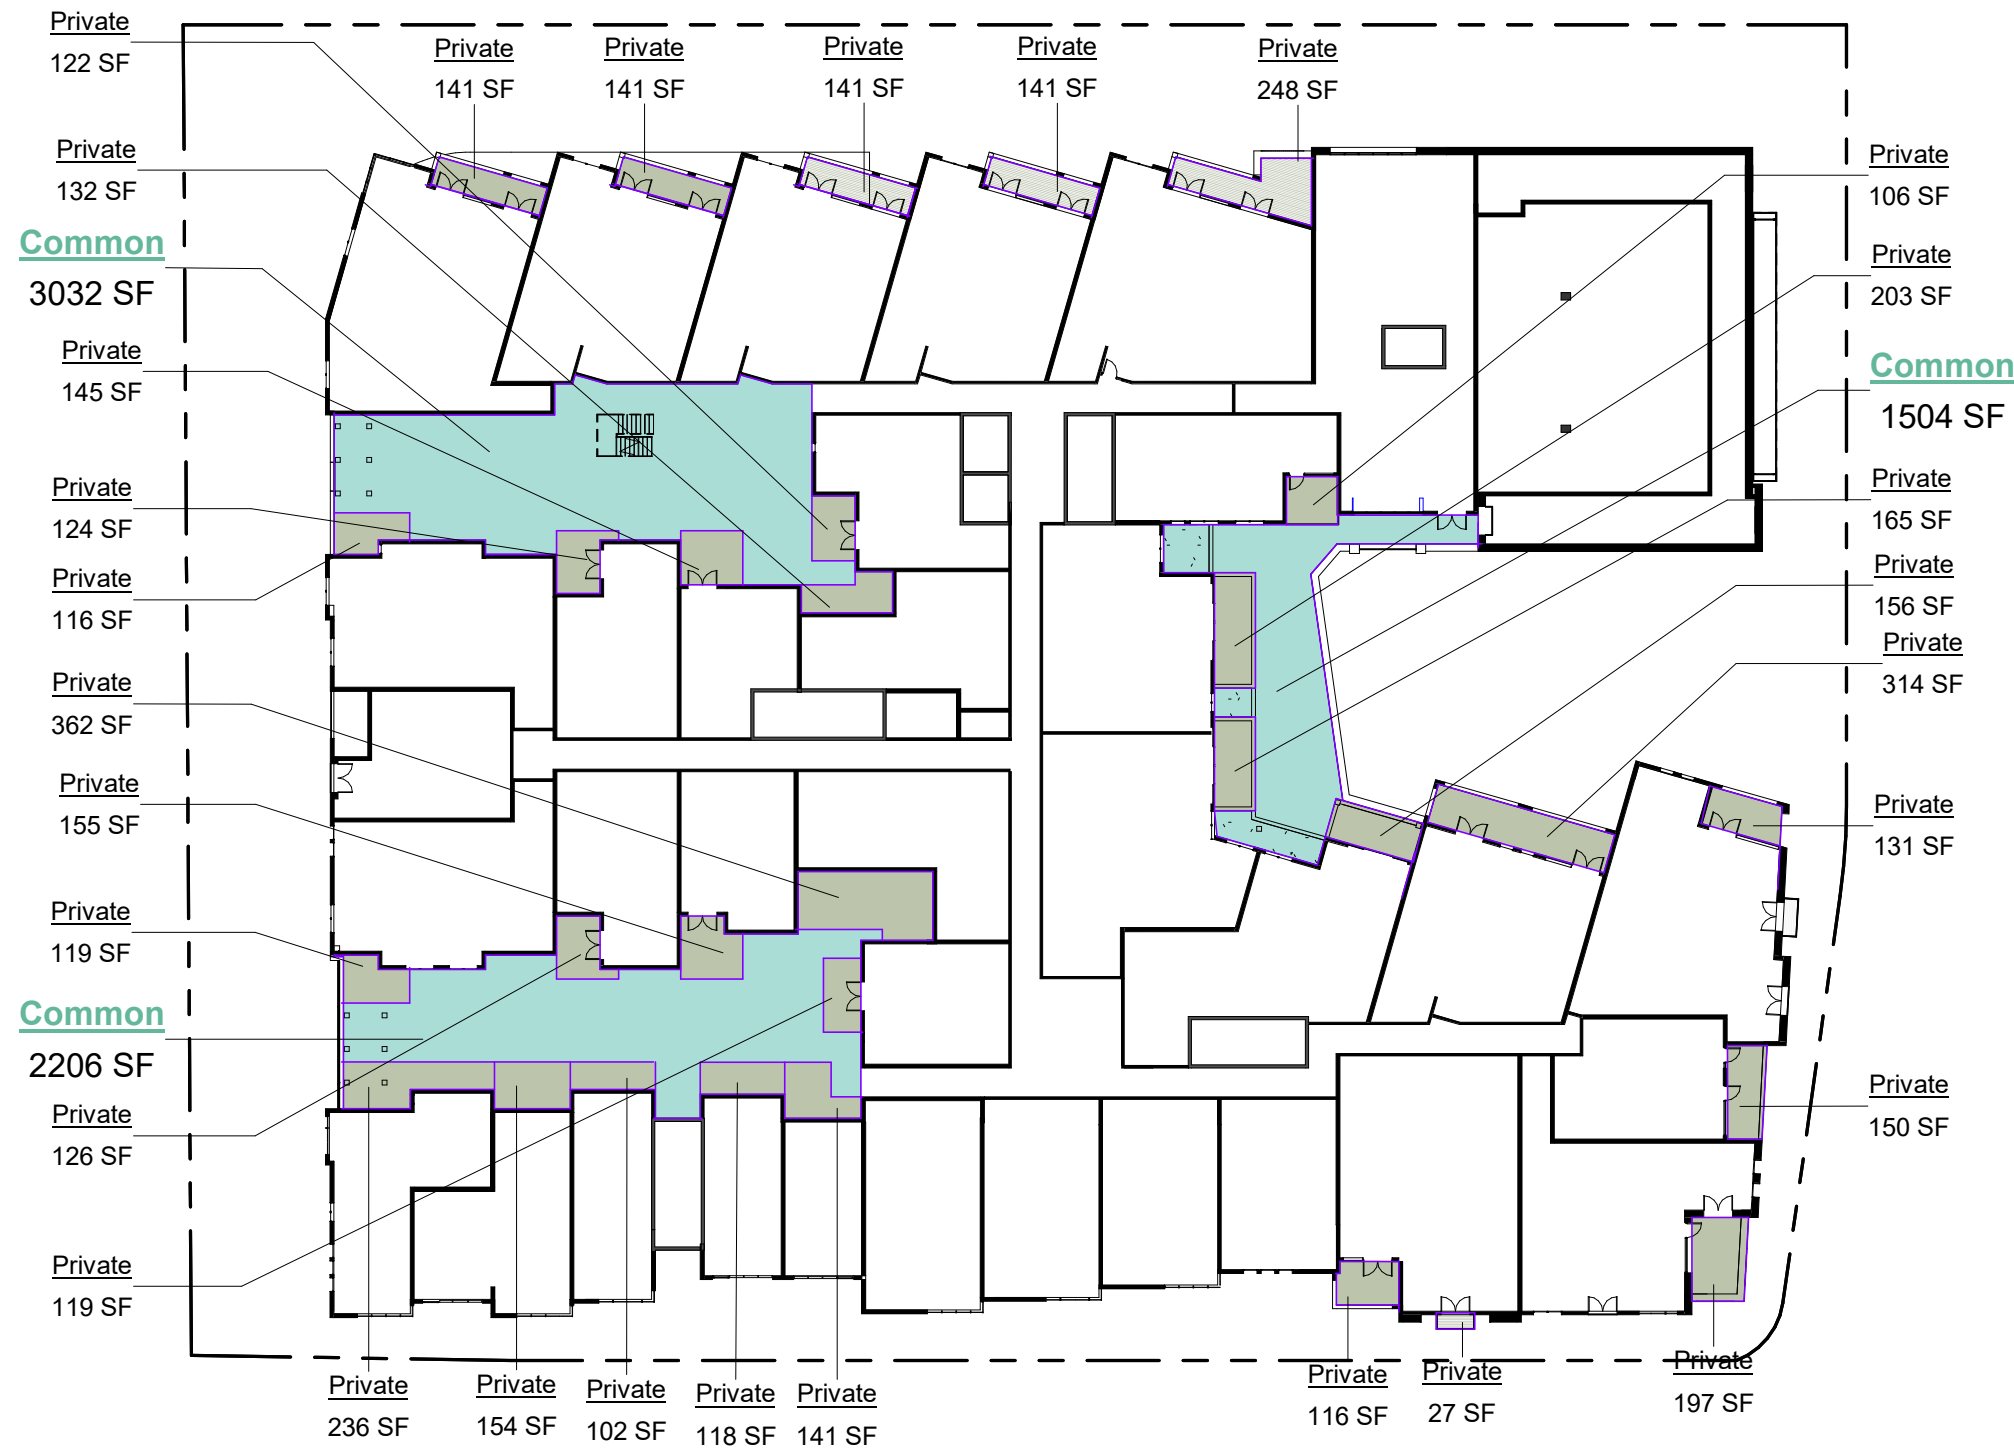 Private
122 SF
Private
141 SF
Private
141 SF
Private
141 SF
Private
141 SF
Private
248 SF
Private
132 SF
Common
3032 SF
Private
145 SF
Private
124 SF
Private
116 SF
Private
362 SF
Private
155 SF
Private
119 SF
Common
2206 SF
Private
126 SF
Private
119 SF
Private
106 SF
Private
203 SF
Common
1504 SF
Private
165 SF
Private
156 SF
Private
314 SF
Private
131 SF
Private
150 SF
Private
236 SF
Private
154 SF
Private
102 SF
Private
118 SF
Private
141 SF
Private
116 SF
Private
27 SF
Private
197 SF